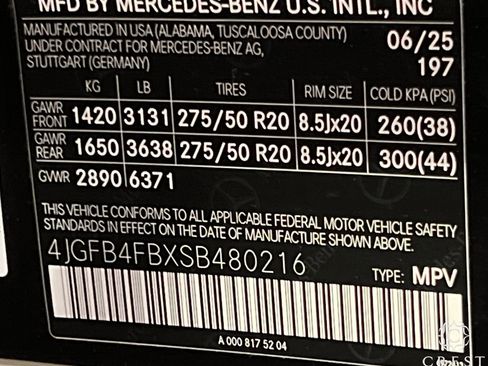 MFD BY MERCEDES-BENZ U.S. INTL., INC
MANUFACTURED IN USA (ALABAMA, TUSCALOOSA COUNTY) 06/25
UNDER CONTRACT FOR MERCEDES-BENZ AG,
STUTTGART (GERMANY) 197
KG LB TIRES RIM SIZE COLD KPA (PSI)
GAWR FRONT 1420 3131 275/50 R20 8.5Jx20 260(38)
GAWR REAR 1650 3638 275/50 R20 8.5Jx20 300(44)
GVWR 2890 6371
THIS VEHICLE CONFORMS TO ALL APPLICABLE FEDERAL MOTOR VEHICLE SAFETY
STANDARDS IN EFFECT ON THE DATE OF MANUFACTURE SHOWN ABOVE.
4JGFB4FBXSB480216 TYPE: MPV
A 000 817 52 04
CREST